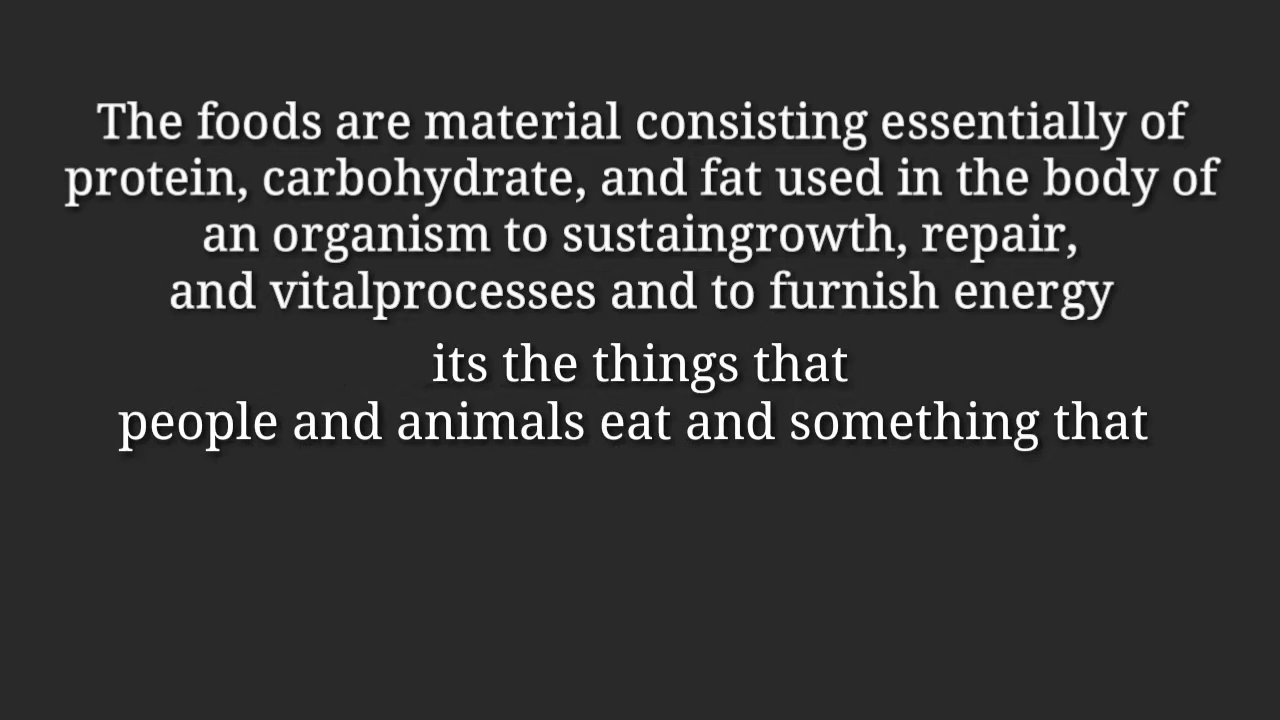 The foods are material consisting essentially of
protein, carbohydrate, and fat used in the body of
an organism to sustaingrowth, repair,
and vitalprocesses and to furnish energy
its the things that
people and animals eat and something that